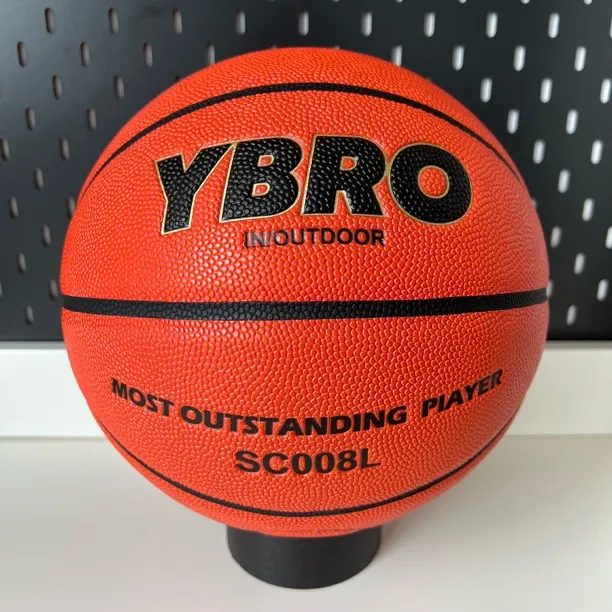 YBRO
IN/OUTDOOR
MOST OUTSTANDING PLAYER
SC008L